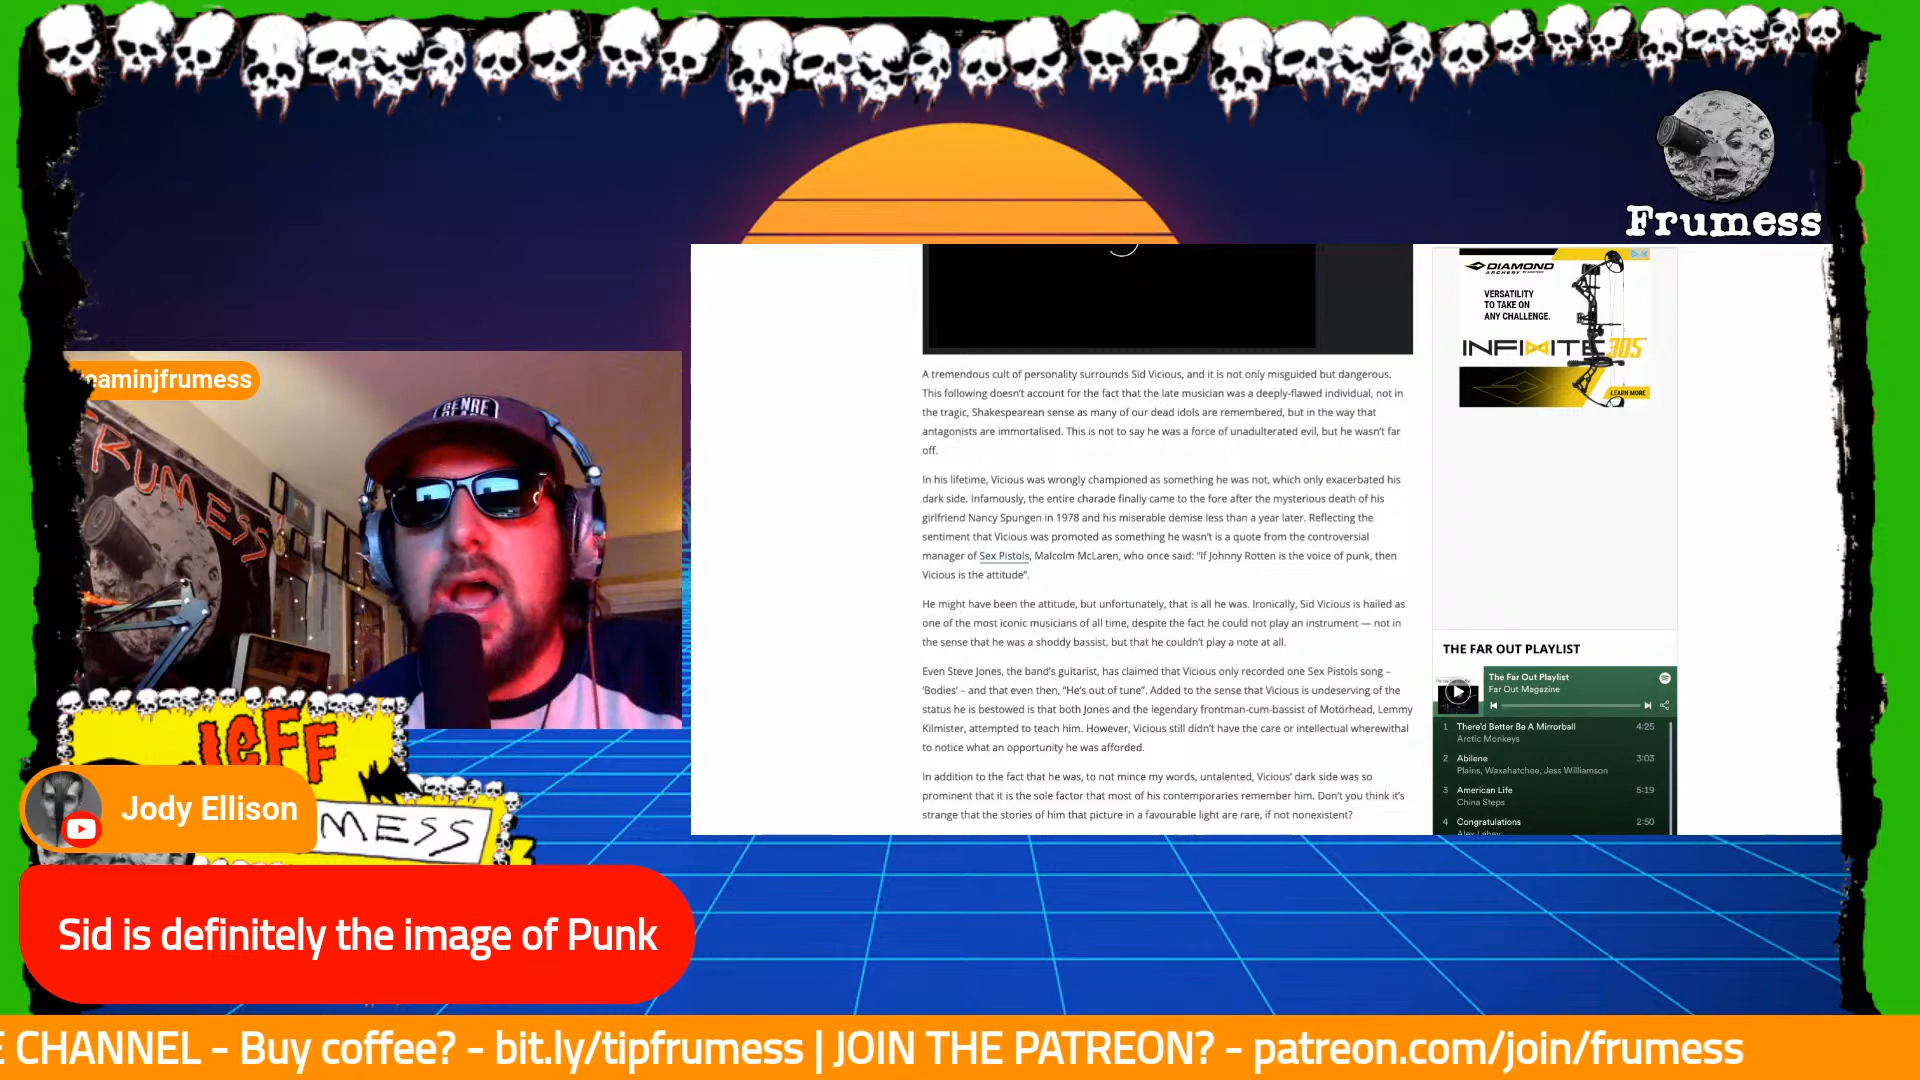 Frumess
DIAMOND
ARCHERY
VERSATILITY
TO TAKE ON
ANY CHALLENGE.
INFINITE 305
LEARN MORE
A tremendous cult of personality surrounds Sid Vicious, and it is not only misguided but dangerous.
This following doesn't account for the fact that the late musician was a deeply-flawed individual, not in
the tragic, Shakespearean sense as many of our dead idols are remembered, but in the way that
antagonists are immortalised. This is not to say he was a force of unadulterated evil, but he wasn't far
off.
In his lifetime, Vicious was wrongly championed as something he was not, which only exacerbated his
dark side. Infamously, the entire charade finally came to the fore after the mysterious death of his
girlfriend Nancy Spungen in 1978 and his miserable demise less than a year later. Reflecting the
sentiment that Vicious was promoted as something he wasn't is a quote from the controversial
manager of Sex Pistols, Malcolm McLaren, who once said: "If Johnny Rotten is the voice of punk, then
Vicious is the attitude".
He might have been the attitude, but unfortunately, that is all he was. Ironically, Sid Vicious is hailed as
one of the most iconic musicians of all time, despite the fact he could not play an instrument — not in
the sense that he was a shoddy bassist, but that he couldn't play a note at all.
Even Steve Jones, the band's guitarist, has claimed that Vicious only recorded one Sex Pistols song –
'Bodies' – and that even then, "He's out of tune". Added to the sense that Vicious is undeserving of the
status he is bestowed is that both Jones and the legendary frontman-cum-bassist of Motörhead, Lemmy
Kilmister, attempted to teach him. However, Vicious still didn't have the care or intellectual wherewithal
to notice what an opportunity he was afforded.
In addition to the fact that he was, to not mince my words, untalented, Vicious' dark side was so
prominent that it is the sole factor that most of his contemporaries remember him. Don't you think it's
strange that the stories of him that picture in a favourable light are rare, if not nonexistent?
THE FAR OUT PLAYLIST
The Far Out Playlist
Far Out Magazine
1 There'd Better Be A Mirrorball 4:25
Arctic Monkeys
2 Abilene 3:03
Plains, Waxahatchee, Jess Williamson
3 American Life 5:19
China Steps
4 Congratulations 2:50
Alex Lahey
eaminjfrumess
GENRE
FRUMESS
JEFF
MESS
Jody Ellison
Sid is definitely the image of Punk
E CHANNEL - Buy coffee? - bit.ly/tipfrumess | JOIN THE PATREON? - patreon.com/join/frumess